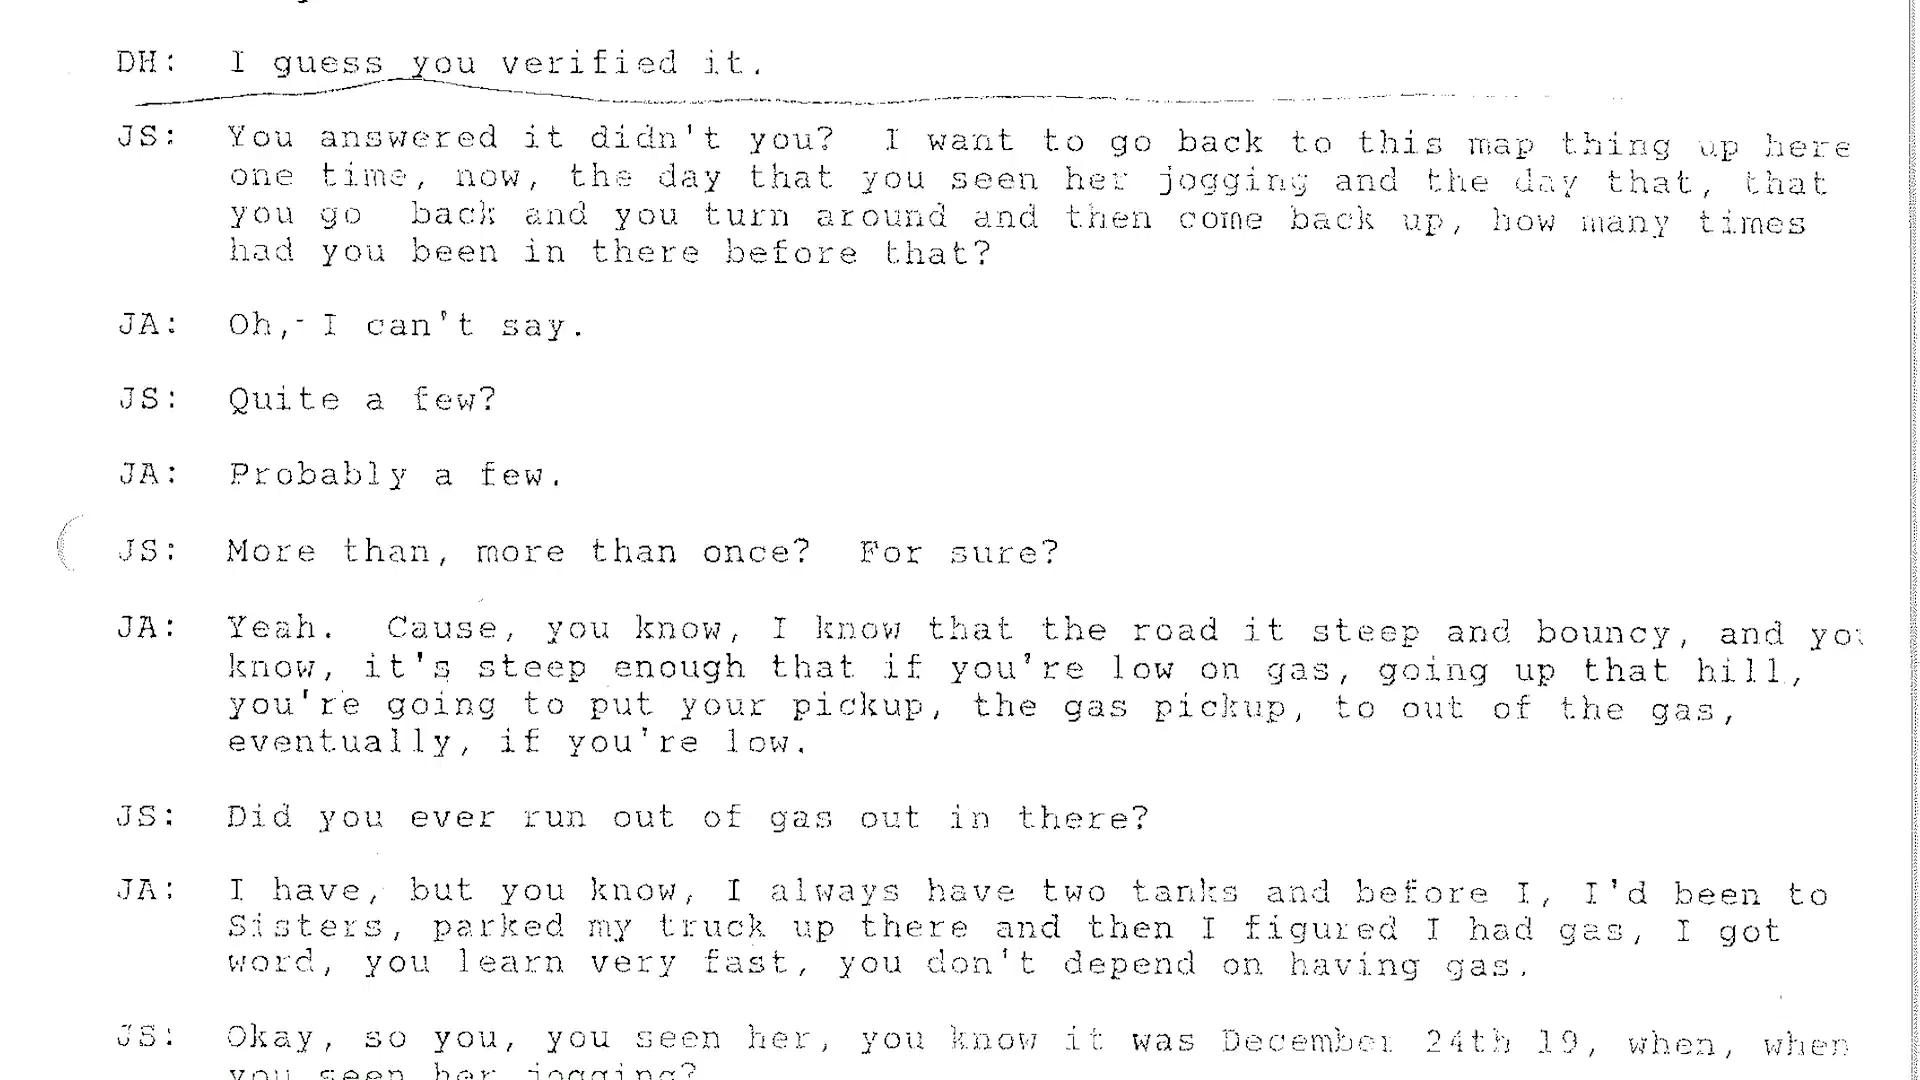 DH: I guess you verified it.
JS: You answered it didn't you? I want to go back to this map thing up here
one time, now, the day that you seen her jogging and the day that, that
you go back and you turn around and then come back up, how many times
had you been in there before that?
JA: Oh, I can't say.
JS: Quite a few?
JA: Probably a few.
JS: More than, more than once? For sure?
JA: Yeah. Cause, you know, I know that the road it steep and bouncy, and
know, it's steep enough that if you're low on gas, going up that hill,
you're going to put your pickup, the gas pickup, to out of the gas,
eventually, if you're low.
JS: Did you ever run out of gas out in there?
JA: I have, but you know, I always have two tanks and before I, I'd been to
Sisters, parked my truck up there and then I figured I had gas, I got
word, you learn very fast, you don't depend on having gas.
JS: Okay, so you, you seen her, you know it was December 24th 19, when, when
you seen her jogging?